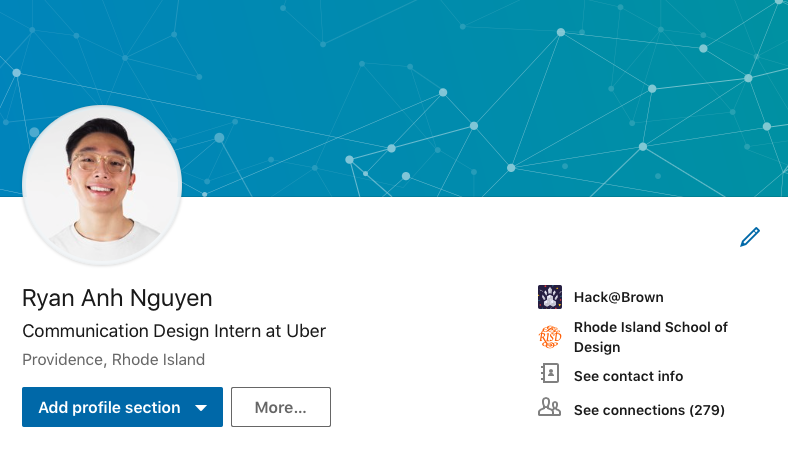 Ryan Anh Nguyen
Communication Design Intern at Uber
Providence, Rhode Island
Add profile section
More...
Hack@Brown
RISD
Rhode Island School of
Design
See contact info
See connections (279)